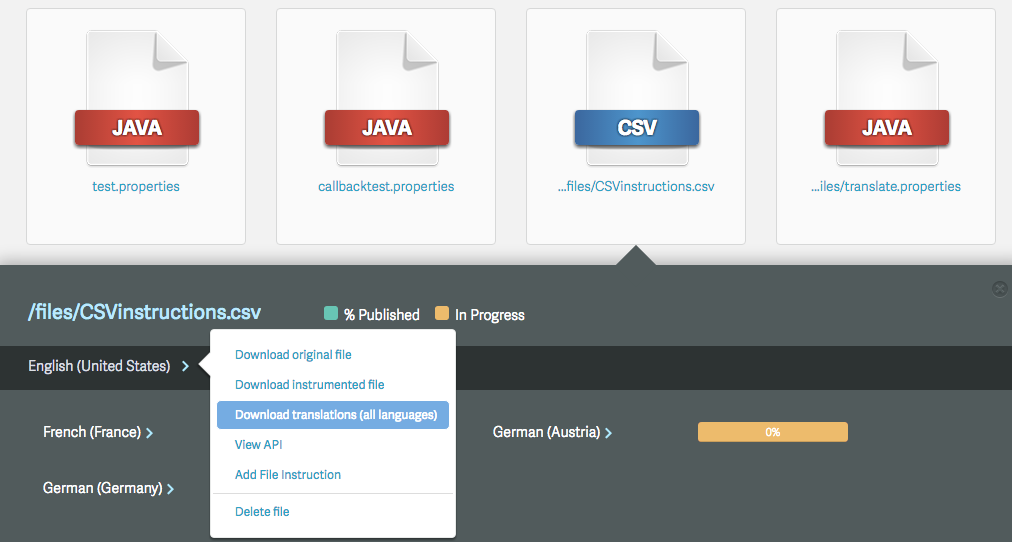 JAVA
JAVA
CSV
JAVA
test.properties
callbacktest.properties
...files/CSVinstructions.csv
...iles/translate.properties
/files/CSVinstructions.csv
% Published
In Progress
English (United States)
Download original file
Download instrumented file
Download translations (all languages)
View API
Add File Instruction
Delete file
French (France)
German (Austria)
0%
German (Germany)